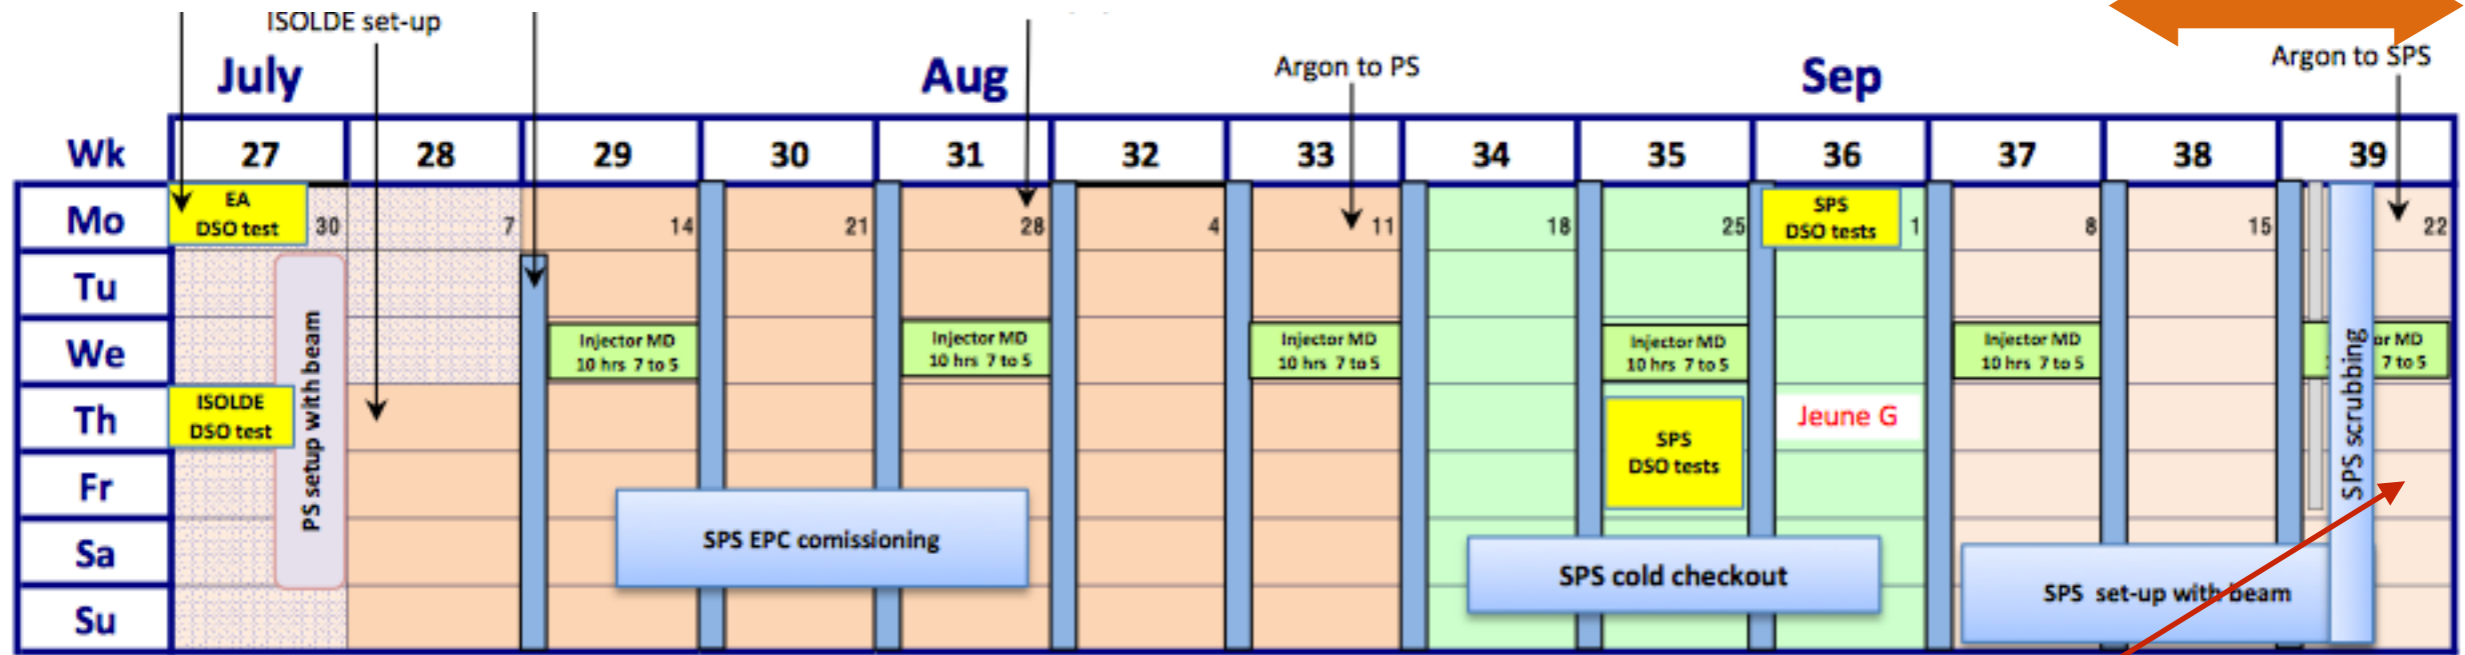 ISOLDE set-up
July
Aug
Argon to PS
Sep
Argon to SPS
Wk 27 28 29 30 31 32 33 34 35 36 37 38 39
Mo 30 7 14 21 28 4 11 18 25 1 8 15 22
EA
DSO test
SPS
DSO tests
Tu
We
Injector MD
10 hrs 7 to 5
Injector MD
10 hrs 7 to 5
Injector MD
10 hrs 7 to 5
Injector MD
10 hrs 7 to 5
Injector MD
10 hrs 7 to 5
or MD
7 to 5
Th
ISOLDE
DSO test
PS setup with beam
SPS
DSO tests
Jeune G
SPS scrubbing
Fr
SPS EPC comissioning
Sa
SPS cold checkout
SPS set-up with beam
Su